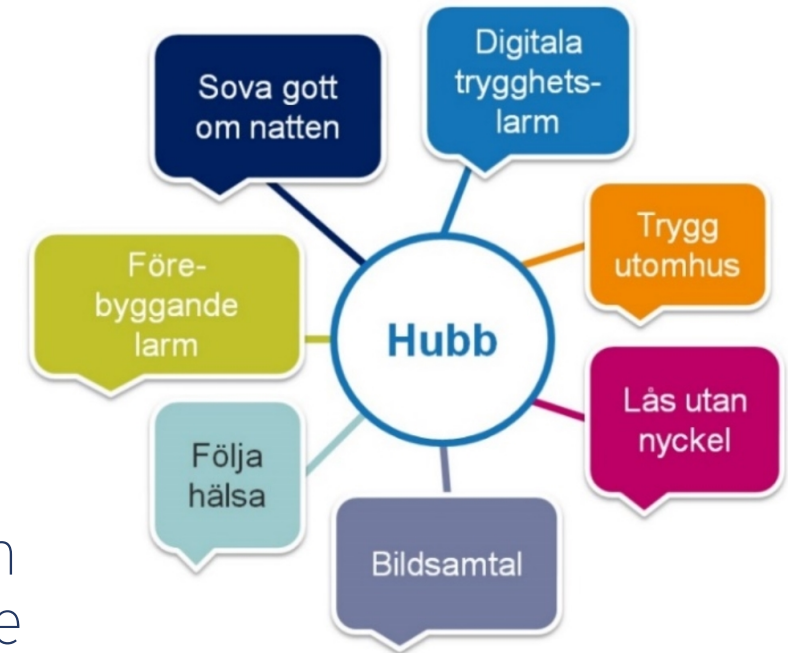 Sova gott
om natten
Digitala
trygghets-
larm
Trygg
utomhus
Före-
byggande
larm
Hubb
Lås utan
nyckel
Följa
hälsa
Bildsamtal